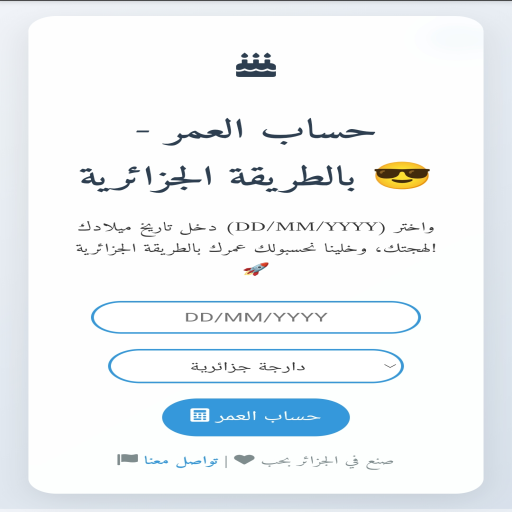 حساب العمر -
بالطريقة الجزائرية 😎
دخل تاريخ ميلادك (DD/MM/YYYY) واختر
لهجتك، وخلينا نحسبولك عمرك بالطريقة الجزائرية!
🚀
DD/MM/YYYY
دارجة جزائرية
حساب العمر
صنع في الجزائر بحب | تواصل معنا